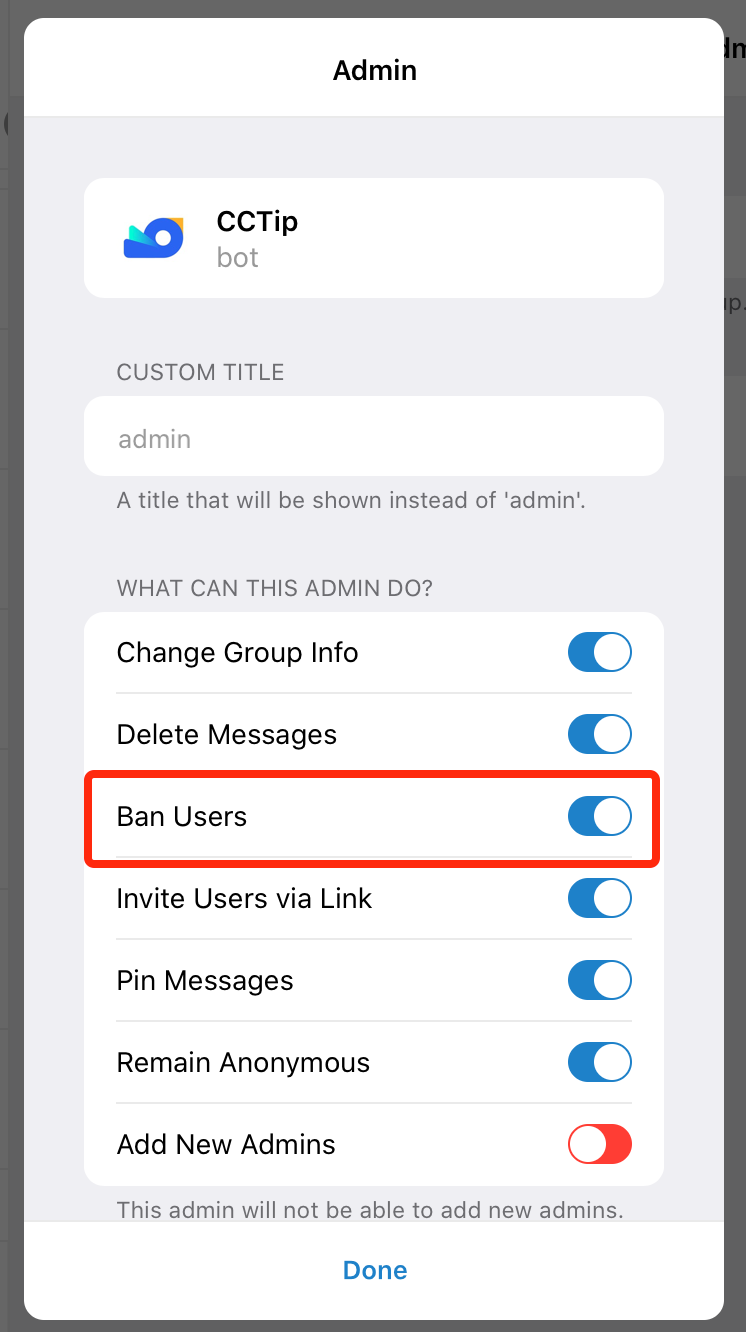 Admin
CCTip
bot
CUSTOM TITLE
admin
A title that will be shown instead of 'admin'.
WHAT CAN THIS ADMIN DO?
Change Group Info
Delete Messages
Ban Users
Invite Users via Link
Pin Messages
Remain Anonymous
Add New Admins
This admin will not be able to add new admins.
Done